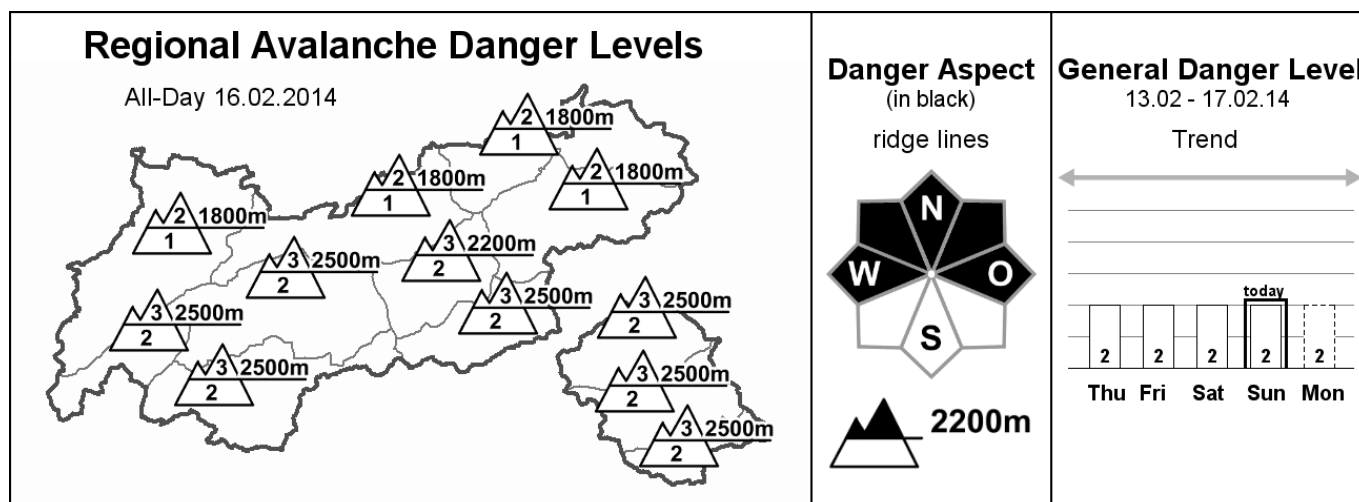 Regional Avalanche Danger Levels
All-Day 16.02.2014
2 1800m
1
2 1800m
1
2 1800m
1
2 1800m
1
3 2200m
2
3 2500m
2
3 2500m
2
3 2500m
2
3 2500m
2
3 2500m
2
3 2500m
2
3 2500m
2
Danger Aspect
(in black)
ridge lines
N
W O
S
2200m
General Danger Level
13.02 - 17.02.14
Trend
today
2 2 2 2 2
Thu Fri Sat Sun Mon